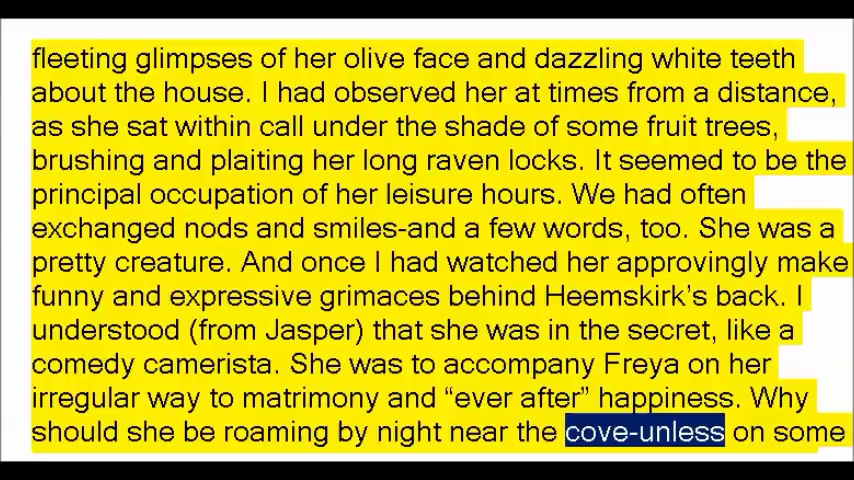 fleeting glimpses of her olive face and dazzling white teeth
about the house. I had observed her at times from a distance,
as she sat within call under the shade of some fruit trees,
brushing and plaiting her long raven locks. It seemed to be the
principal occupation of her leisure hours. We had often
exchanged nods and smiles-and a few words, too. She was a
pretty creature. And once I had watched her approvingly make
funny and expressive grimaces behind Heemskirk’s back. I
understood (from Jasper) that she was in the secret, like a
comedy camerista. She was to accompany Freya on her
irregular way to matrimony and “ever after” happiness. Why
should she be roaming by night near the cove-unless on some